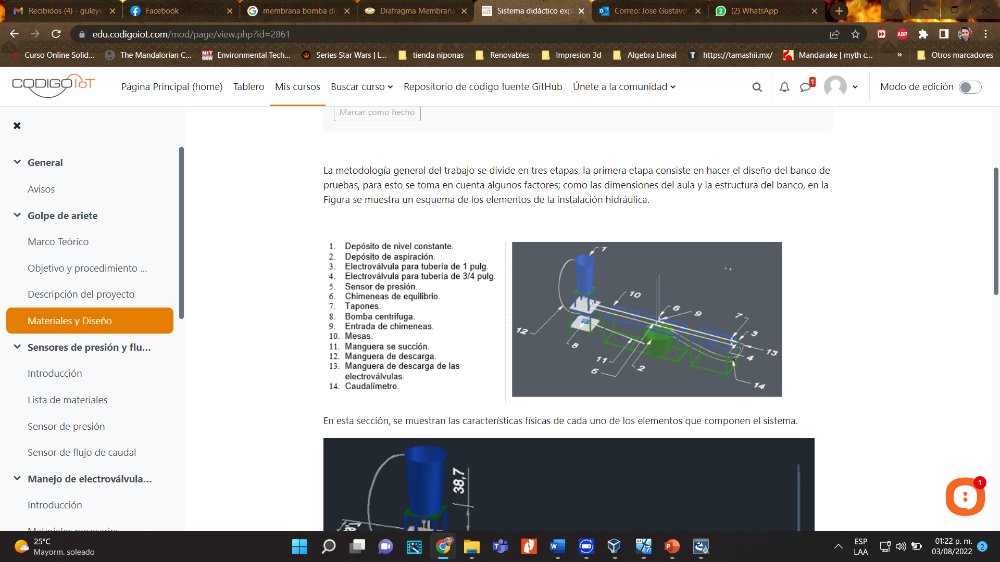 Recibidos (4) - guleyv
Facebook
membrana bomba dia
Diafragma Membrana
Sistema didáctico exp
Correo: Jose Gustavo
(2) WhatsApp
edu.codigoiot.com/mod/page/view.php?id=2861
Curso Online Solid...
The Mandalorian C...
Environmental Tech...
Series Star Wars | L...
tienda niponas
Renovables
Impresion 3d
Algebra Lineal
https://tamashii.mx/
Mandarake | myth c...
»
Otros marcadores
CODIGO IoT
Página Principal (home)
Tablero
Mis cursos
Buscar curso
Repositorio de código fuente GitHub
Únete a la comunidad
1
Modo de edición
Marcar como hecho
General
Avisos
Golpe de ariete
Marco Teórico
Objetivo y procedimiento ...
Descripción del proyecto
Materiales y Diseño
Sensores de presión y flu...
Introducción
Lista de materiales
Sensor de presión
Sensor de flujo de caudal
Manejo de electroválvula...
Introducción
Materiales necesarios
La metodología general del trabajo se divide en tres etapas, la primera etapa consiste en hacer el diseño del banco de
pruebas, para esto se toma en cuenta algunos factores; como las dimensiones del aula y la estructura del banco, en la
Figura se muestra un esquema de los elementos de la instalación hidráulica.
1. Depósito de nivel constante.
2. Depósito de aspiración.
3. Electroválvula para tubería de 1 pulg.
4. Electroválvula para tubería de 3/4 pulg.
5. Sensor de presión.
6. Chimeneas de equilibrio.
7. Tapones.
8. Bomba centrifuga.
9. Entrada de chimeneas.
10. Mesas.
11. Manguera se succión.
12. Manguera de descarga.
13. Manguera de descarga de las
electroválvulas.
14. Caudalímetro.
1
10
6
9
7
12
3
8
13
11
4
5
2
14
En esta sección, se muestran las características físicas de cada uno de los elementos que componen el sistema.
38,7
1
25°C
Mayorm. soleado
ESP
LAA
01:22 p. m.
03/08/2022
2